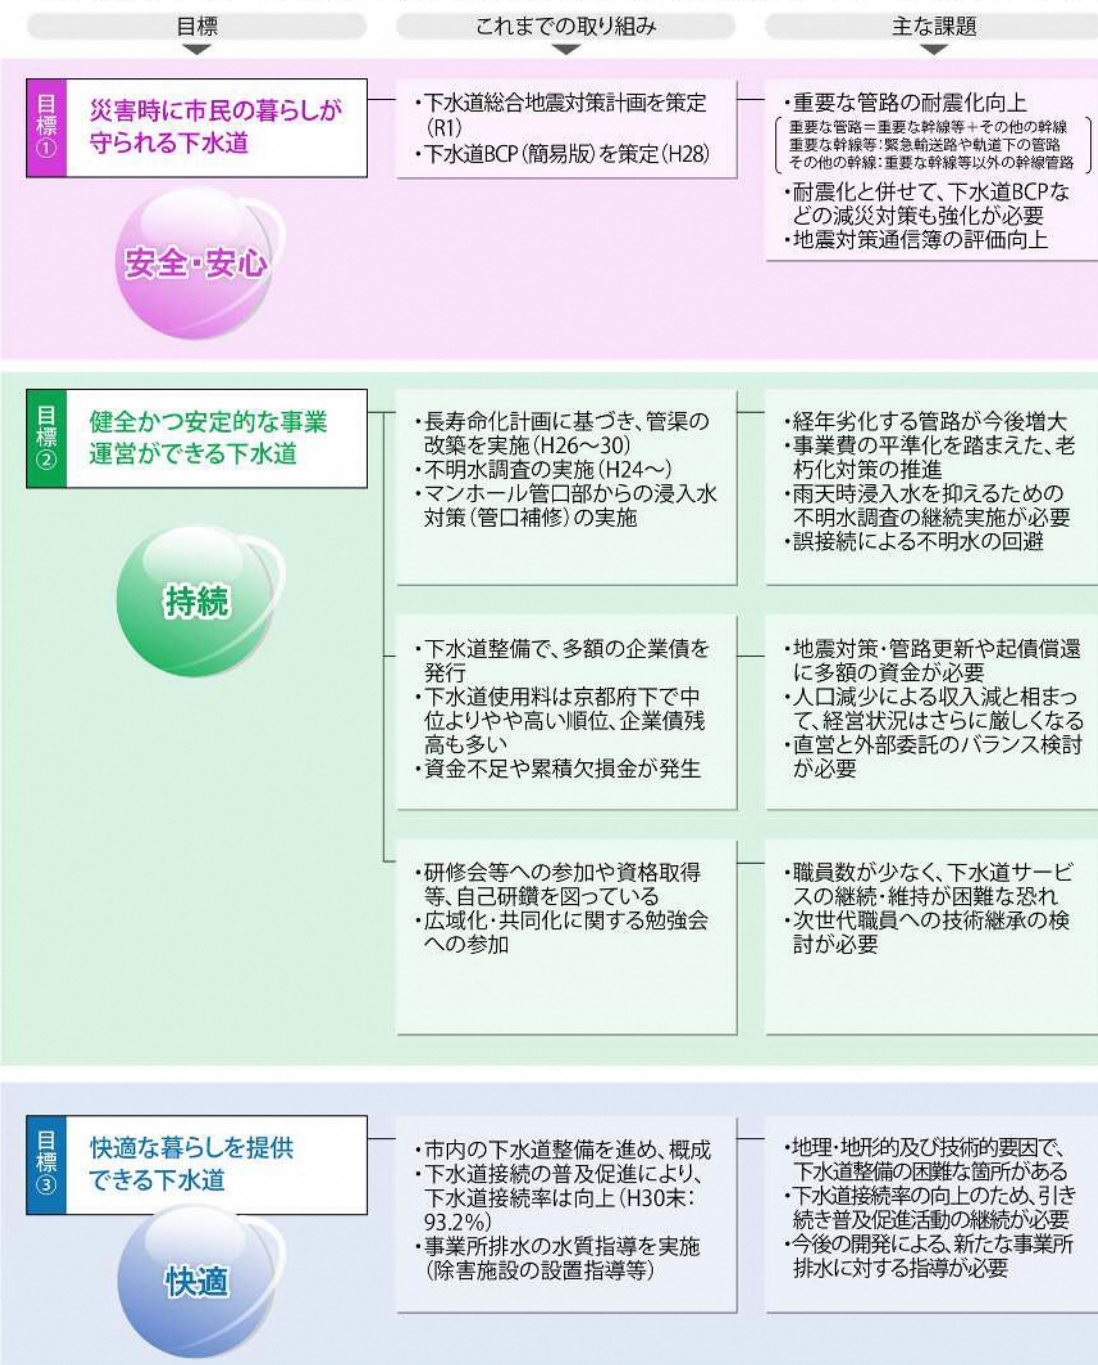 目標
これまでの取り組み
主な課題
目標①
災害時に市民の暮らしが
守られる下水道
安全・安心
・下水道総合地震対策計画を策定
(R1)
・下水道BCP(簡易版)を策定(H28)
・重要な管路の耐震化向上
重要な管路=重要な幹線等+その他の幹線
重要な幹線等:緊急輸送路や軌道下の管路
その他の幹線:重要な幹線等以外の幹線管路
・耐震化と併せて、下水道BCPな
どの減災対策も強化が必要
・地震対策通信簿の評価向上
目標②
健全かつ安定的な事業
運営ができる下水道
持続
・長寿命化計画に基づき、管渠の
改築を実施(H26~30)
・不明水調査の実施(H24~)
・マンホール管口部からの浸入水
対策(管口補修)の実施
・経年劣化する管路が今後増大
・事業費の平準化を踏まえた、老
朽化対策の推進
・雨天時浸入水を抑えるための
不明水調査の継続実施が必要
・誤接続による不明水の回避
・下水道整備で、多額の企業債を
発行
・下水道使用料は京都府下で中
位よりやや高い順位、企業債残
高も多い
・資金不足や累積欠損金が発生
・地震対策・管路更新や起債償還
に多額の資金が必要
・人口減少による収入減と相まっ
て、経営状況はさらに厳しくなる
・直営と外部委託のバランス検討
が必要
・研修会等への参加や資格取得
等、自己研鑽を図っている
・広域化・共同化に関する勉強会
への参加
・職員数が少なく、下水道サービ
スの継続・維持が困難な恐れ
・次世代職員への技術継承の検
討が必要
目標③
快適な暮らしを提供
できる下水道
快適
・市内の下水道整備を進め、概成
・下水道接続の普及促進により、
下水道接続率は向上(H30末:
93.2%)
・事業所排水の水質指導を実施
(除害施設の設置指導等)
・地理・地形的及び技術的要因で、
下水道整備の困難な箇所がある
・下水道接続率の向上のため、引き
続き普及促進活動の継続が必要
・今後の開発による、新たな事業所
排水に対する指導が必要